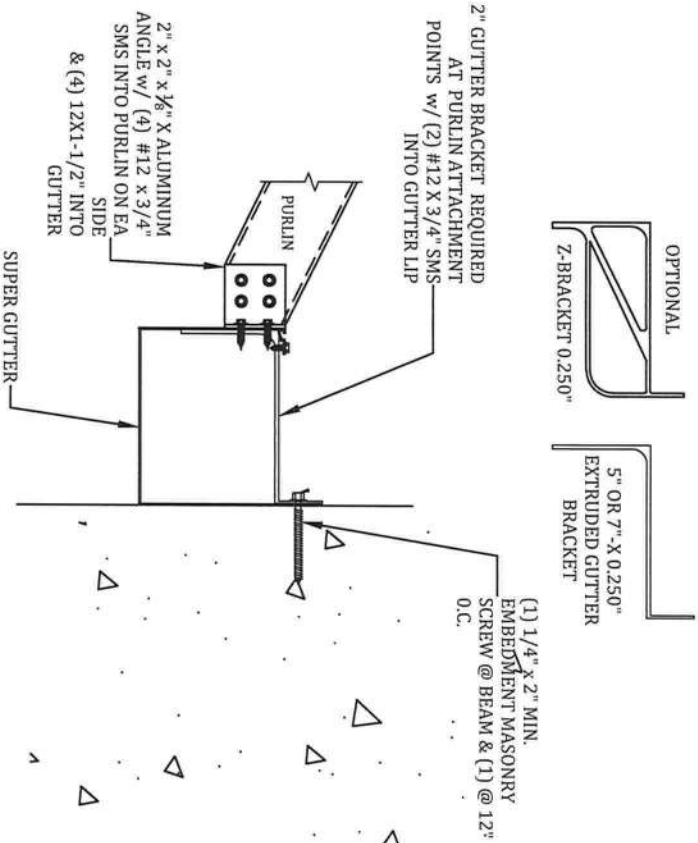 OPTIONAL
Z-BRACKET 0.250"
5" OR 7"-X 0.250"
EXTRUDED GUTTER
BRACKET
2" GUTTER BRACKET REQUIRED
AT PURLIN ATTACHMENT
POINTS w/ (2) #12 X 3/4" SMS
INTO GUTTER LIP
(1) 1/4" x 2" MIN.
EMBEDMENT MASONRY
SCREW @ BEAM & (1) @ 12"
O.C.
PURLIN
2" x 2" x ⅛" X ALUMINUM
ANGLE w/ (4) #12 x 3/4"
SMS INTO PURLIN ON EA
SIDE
& (4) 12X1-1/2" INTO
GUTTER
SUPER GUTTER